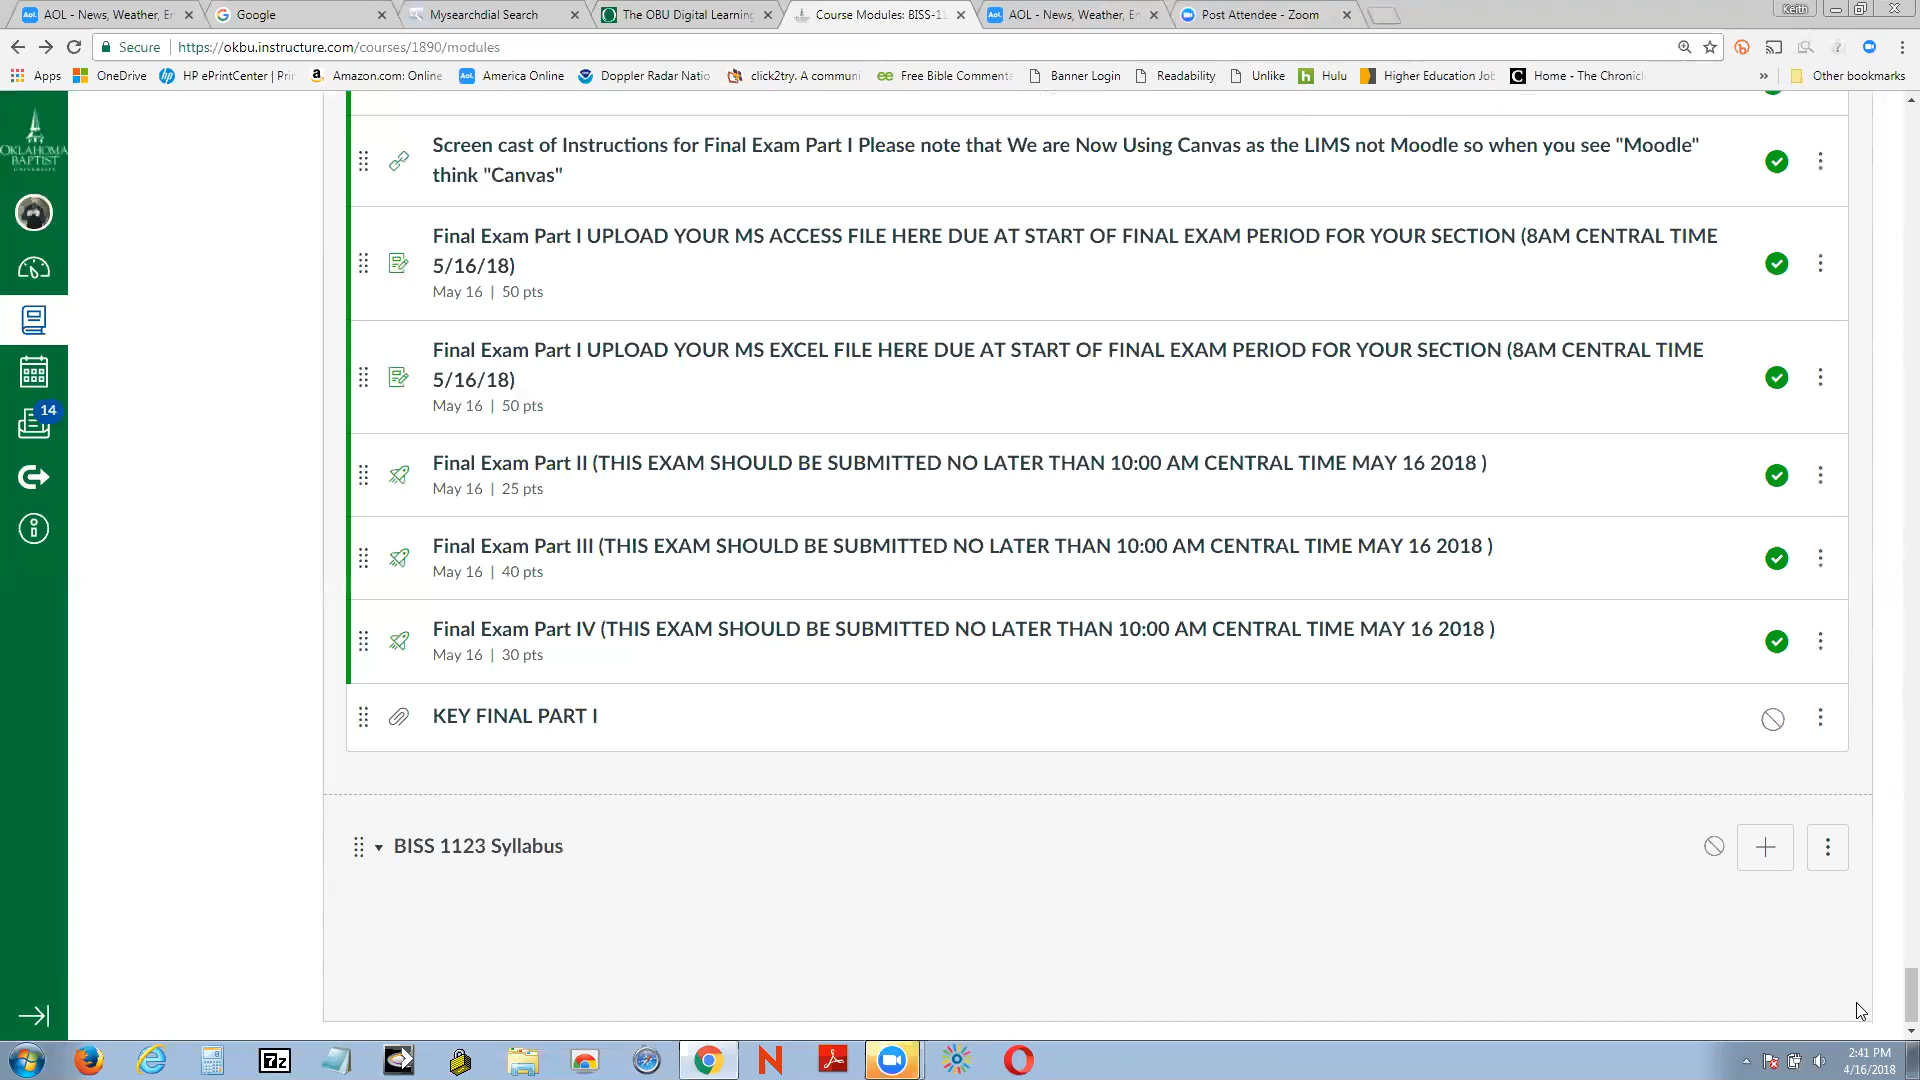 AOL - News, Weather, En
Google
Mysearchdial Search
The OBU Digital Learning
Course Modules: BISS-11
AOL - News, Weather, En
Post Attendee - Zoom
Keith
Secure
https://okbu.instructure.com/courses/1890/modules
Apps
OneDrive
HP ePrintCenter | Prin
Amazon.com: Online
America Online
Doppler Radar Natio
click2try. A communi
Free Bible Commenta
Banner Login
Readability
Unlike
Hulu
Higher Education Job
Home - The Chronicl
Other bookmarks
OKLAHOMA
BAPTIST
UNIVERSITY
14
Screen cast of Instructions for Final Exam Part I Please note that We are Now Using Canvas as the LIMS not Moodle so when you see "Moodle"
think "Canvas"
Final Exam Part I UPLOAD YOUR MS ACCESS FILE HERE DUE AT START OF FINAL EXAM PERIOD FOR YOUR SECTION (8AM CENTRAL TIME
5/16/18)
May 16 | 50 pts
Final Exam Part I UPLOAD YOUR MS EXCEL FILE HERE DUE AT START OF FINAL EXAM PERIOD FOR YOUR SECTION (8AM CENTRAL TIME
5/16/18)
May 16 | 50 pts
Final Exam Part II (THIS EXAM SHOULD BE SUBMITTED NO LATER THAN 10:00 AM CENTRAL TIME MAY 16 2018 )
May 16 | 25 pts
Final Exam Part III (THIS EXAM SHOULD BE SUBMITTED NO LATER THAN 10:00 AM CENTRAL TIME MAY 16 2018 )
May 16 | 40 pts
Final Exam Part IV (THIS EXAM SHOULD BE SUBMITTED NO LATER THAN 10:00 AM CENTRAL TIME MAY 16 2018 )
May 16 | 30 pts
KEY FINAL PART I
BISS 1123 Syllabus
7z
2:41 PM
4/16/2018